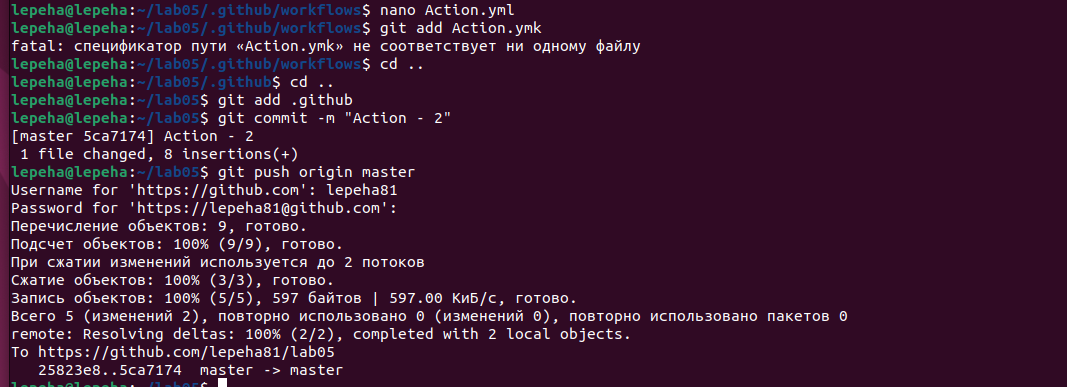 lepeha@lepeha:~/lab05/.github/workflows$ nano Action.yml
lepeha@lepeha:~/lab05/.github/workflows$ git add Action.ymk
fatal: спецификатор пути «Action.ymk» не соответствует ни одному файлу
lepeha@lepeha:~/lab05/.github/workflows$ cd ..
lepeha@lepeha:~/lab05/.github$ cd ..
lepeha@lepeha:~/lab05$ git add .github
lepeha@lepeha:~/lab05$ git commit -m "Action - 2"
[master 5ca7174] Action - 2
 1 file changed, 8 insertions(+)
lepeha@lepeha:~/lab05$ git push origin master
Username for 'https://github.com': lepeha81
Password for 'https://lepeha81@github.com':
Перечисление объектов: 9, готово.
Подсчет объектов: 100% (9/9), готово.
При сжатии изменений используется до 2 потоков
Сжатие объектов: 100% (3/3), готово.
Запись объектов: 100% (5/5), 597 байтов | 597.00 КиБ/с, готово.
Всего 5 (изменений 2), повторно использовано 0 (изменений 0), повторно использовано пакетов 0
remote: Resolving deltas: 100% (2/2), completed with 2 local objects.
To https://github.com/lepeha81/lab05
   25823e8..5ca7174  master -> master
lepeha@lepeha:~/lab05$